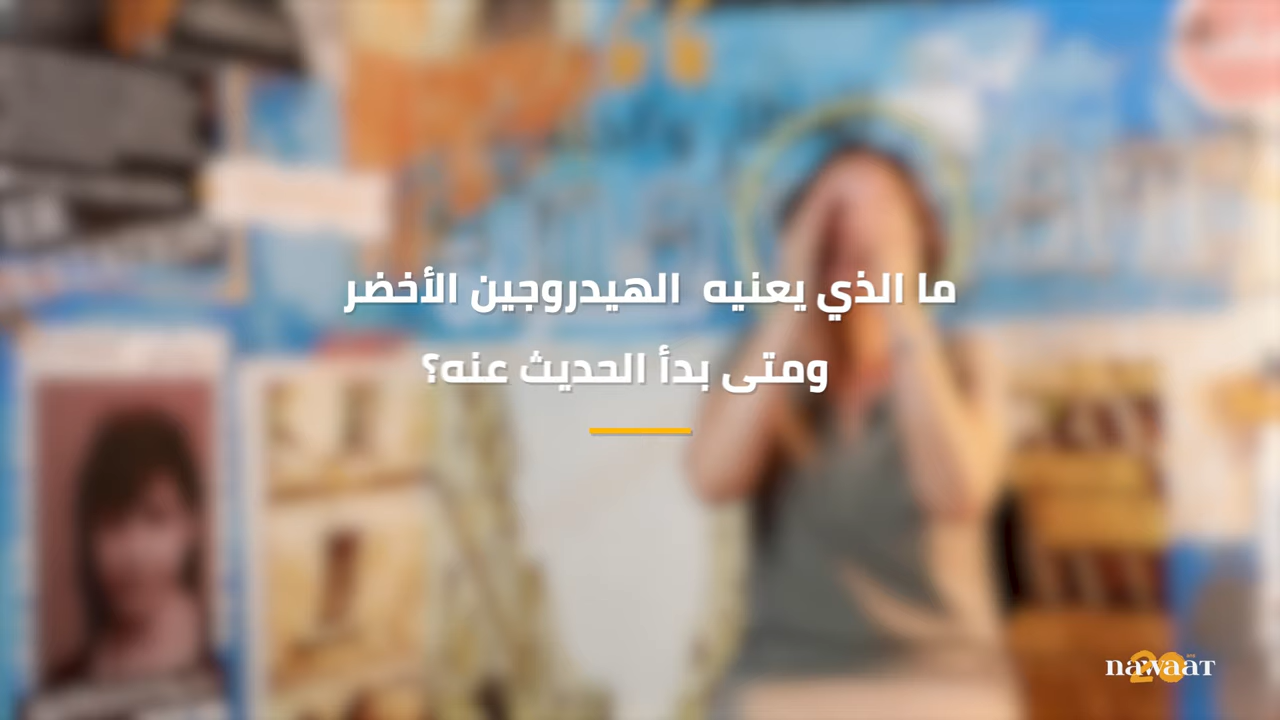 ما الذي يعنيه الهيدروجين الأخضر
ومتى بدأ الحديث عنه؟
nawaat
20